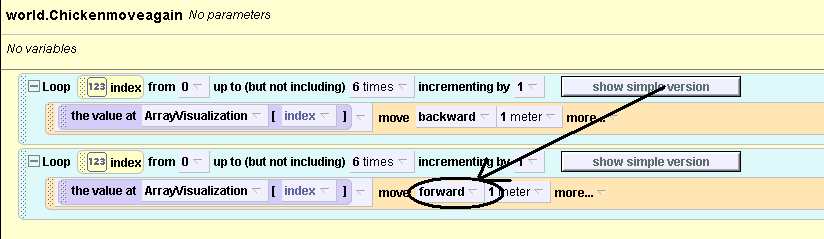 world.Chickenmoveagain No parameters
No variables
Loop 123 index from 0 up to (but not including) 6 times incrementing by 1 show simple version
the value at ArrayVisualization [ index ] move backward 1 meter more...
Loop 123 index from 0 up to (but not including) 6 times incrementing by 1 show simple version
the value at ArrayVisualization [ index ] move forward 1 meter more...